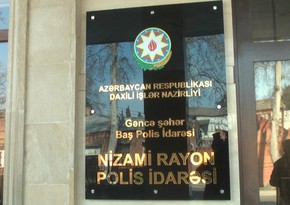 AZƏRBAYCAN RESPUBLİKASI
DAXİLİ İŞLƏR NAZİRLİYİ
Gəncə şəhər
Baş Polis İdarəsi
NİZAMİ RAYON
POLİS İDARƏSİ